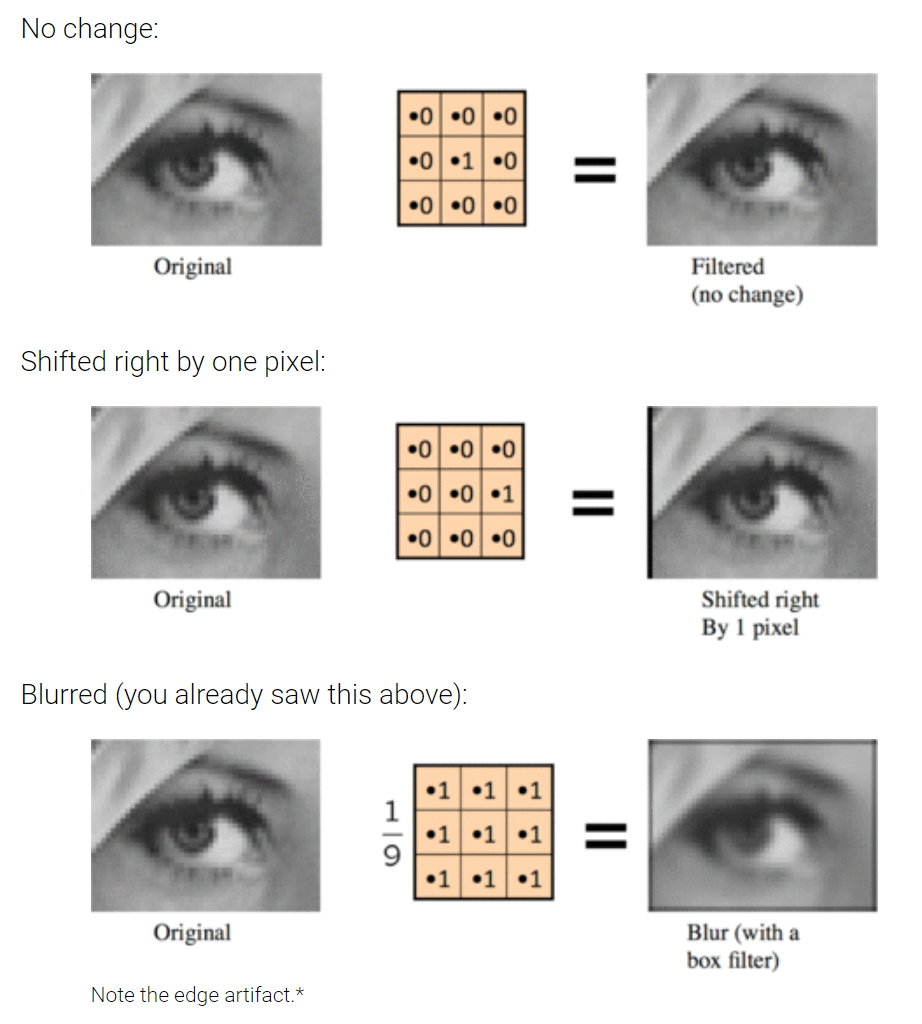 No change:
•0 •0 •0
•0 •1 •0
•0 •0 •0
=
Original
Filtered
(no change)
Shifted right by one pixel:
•0 •0 •0
•0 •0 •1
•0 •0 •0
=
Original
Shifted right
By 1 pixel
Blurred (you already saw this above):
1
9
•1 •1 •1
•1 •1 •1
•1 •1 •1
=
Original
Blur (with a
box filter)
Note the edge artifact.*